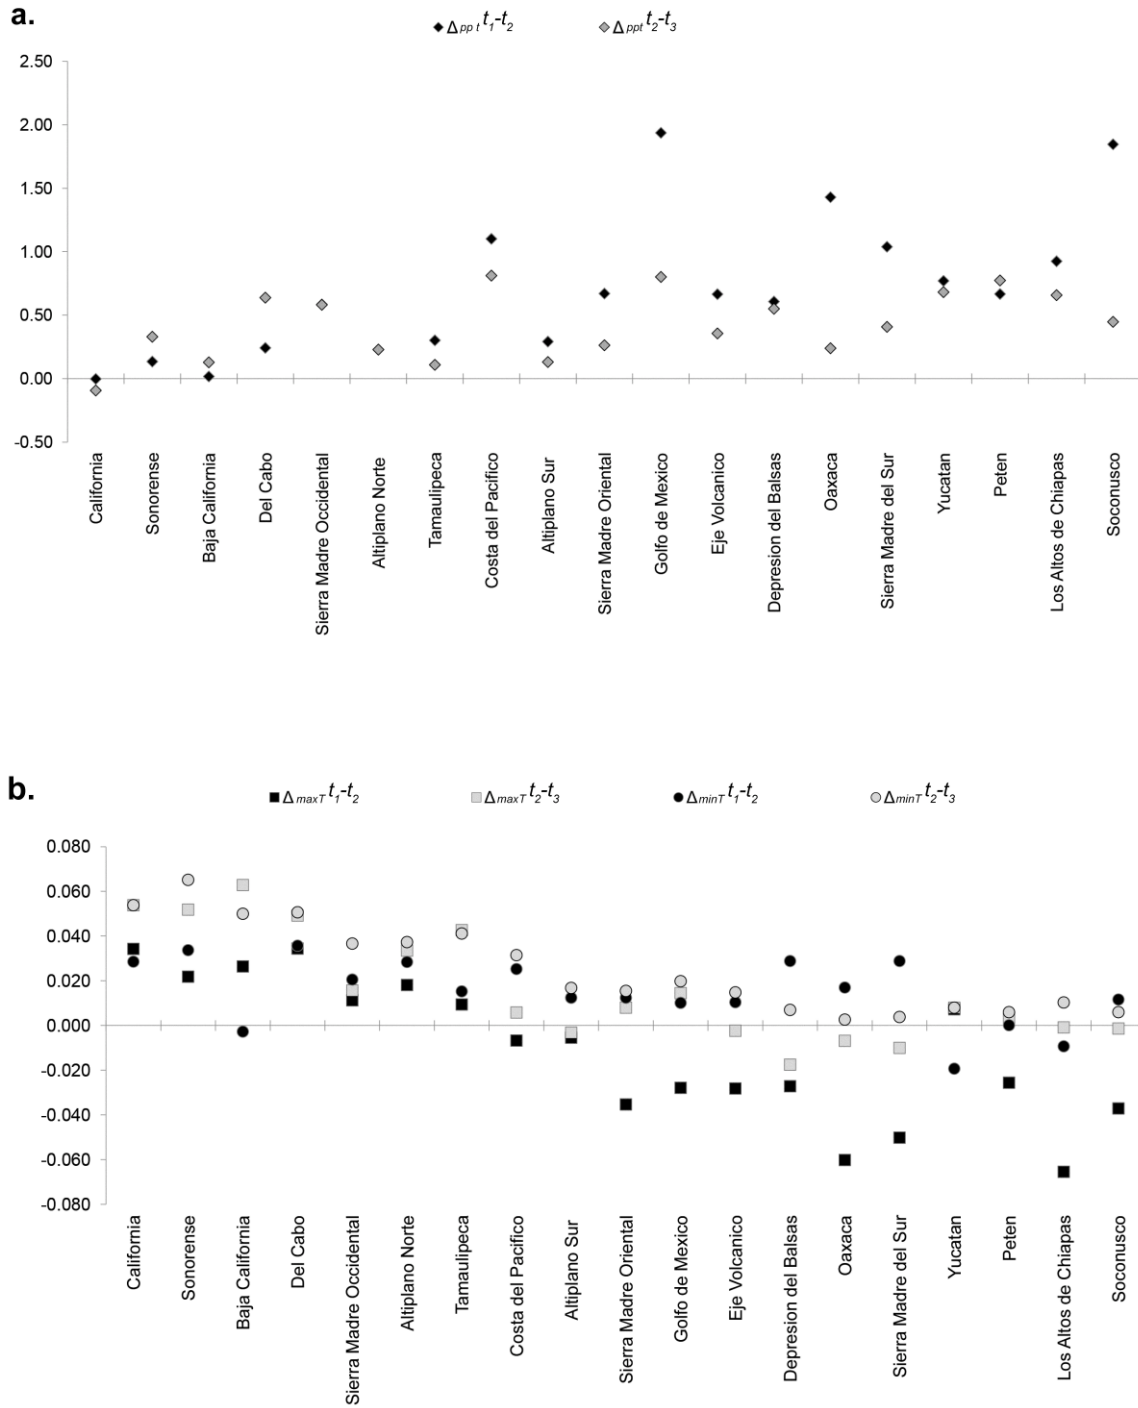 a.
Δ ppt t1-t2 Δ ppt t2-t3
2.50
2.00
1.50
1.00
0.50
0.00
-0.50
California
Sonorense
Baja California
Del Cabo
Sierra Madre Occidental
Altiplano Norte
Tamaulipeca
Costa del Pacifico
Altiplano Sur
Sierra Madre Oriental
Golfo de Mexico
Eje Volcanico
Depresion del Balsas
Oaxaca
Sierra Madre del Sur
Yucatan
Peten
Los Altos de Chiapas
Soconusco
b.
Δ maxT t1-t2 Δ maxT t2-t3 Δ minT t1-t2 Δ minT t2-t3
0.080
0.060
0.040
0.020
0.000
-0.020
-0.040
-0.060
-0.080
California
Sonorense
Baja California
Del Cabo
Sierra Madre Occidental
Altiplano Norte
Tamaulipeca
Costa del Pacifico
Altiplano Sur
Sierra Madre Oriental
Golfo de Mexico
Eje Volcanico
Depresion del Balsas
Oaxaca
Sierra Madre del Sur
Yucatan
Peten
Los Altos de Chiapas
Soconusco